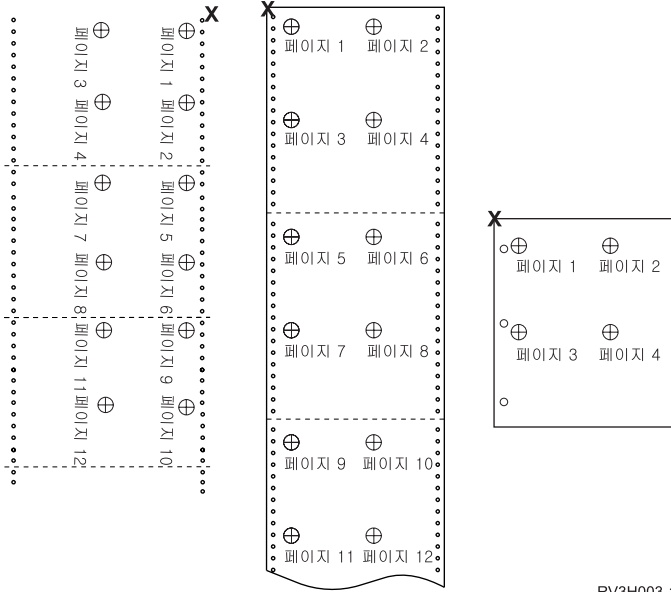 X
페이지 1
페이지 2
페이지 3
페이지 4
페이지 5
페이지 6
페이지 7
페이지 8
페이지 9
페이지 10
페이지 11
페이지 12
X
페이지 1 페이지 2
페이지 3 페이지 4
페이지 5 페이지 6
페이지 7 페이지 8
페이지 9 페이지 10
페이지 11 페이지 12
X
페이지 1 페이지 2
페이지 3 페이지 4